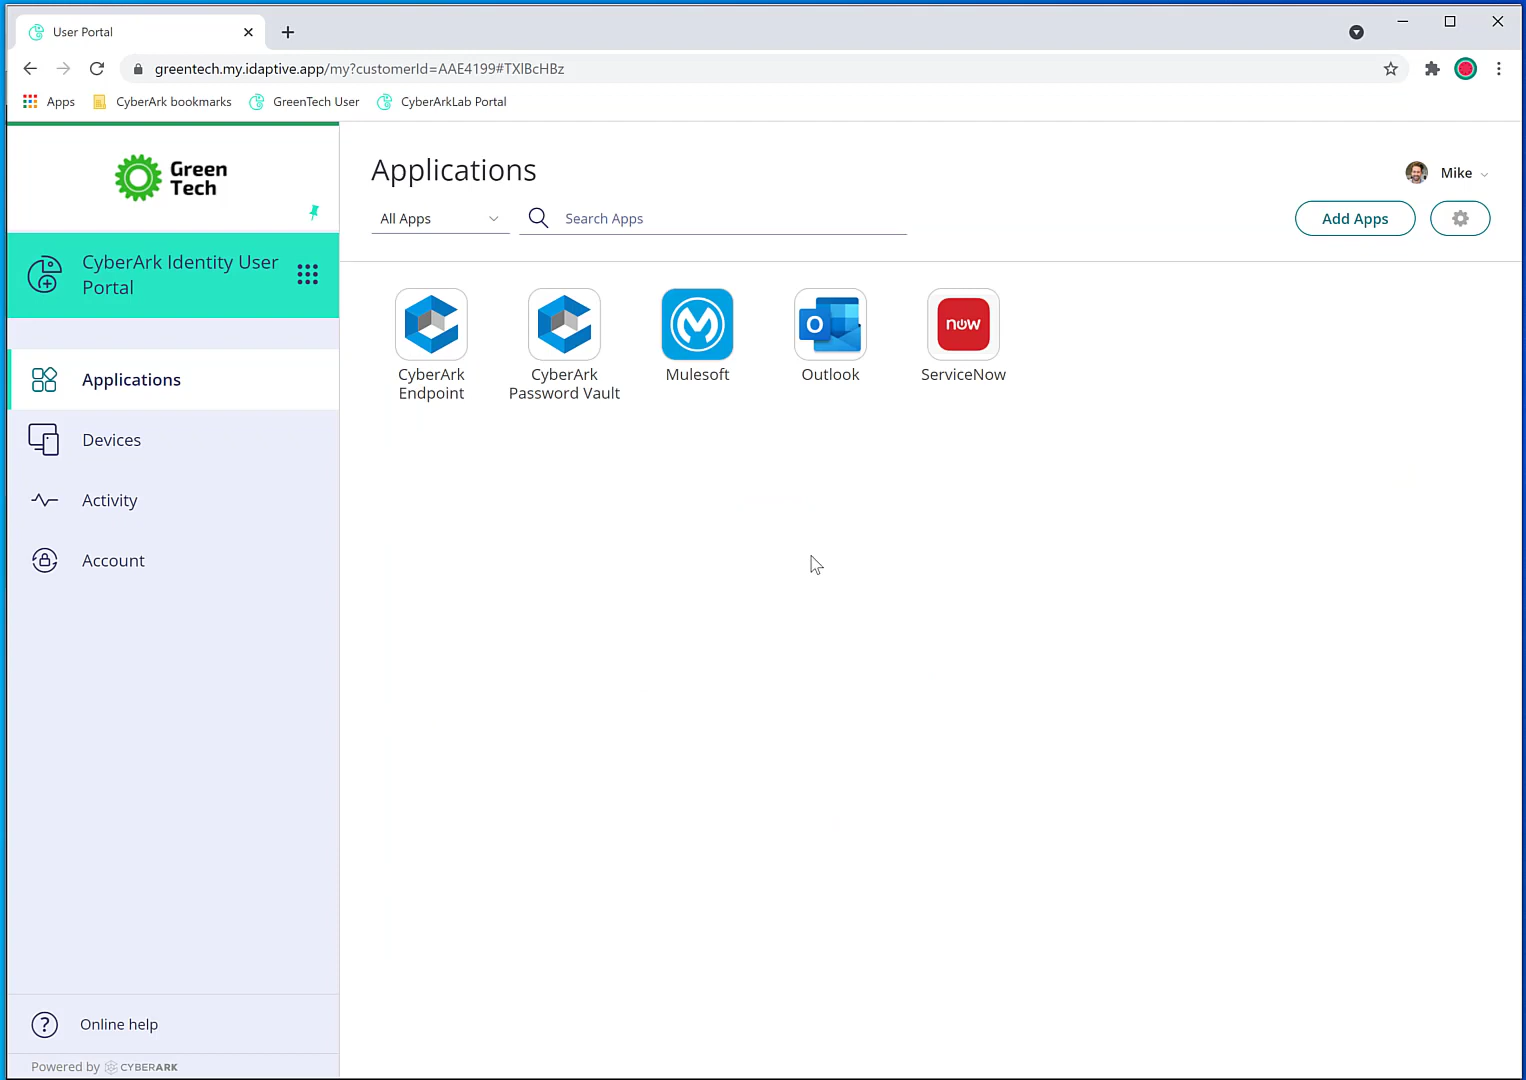 User Portal
greentech.my.idaptive.app/my?customerId=AAE4199#TXlBcHBz
Apps
CyberArk bookmarks
GreenTech User
CyberArkLab Portal
Green
Tech
CyberArk Identity User
Portal
Applications
Devices
Activity
Account
Online help
Powered by CYBERARK
Applications
Mike
All Apps
Search Apps
Add Apps
CyberArk
Endpoint
CyberArk
Password Vault
Mulesoft
Outlook
now
ServiceNow